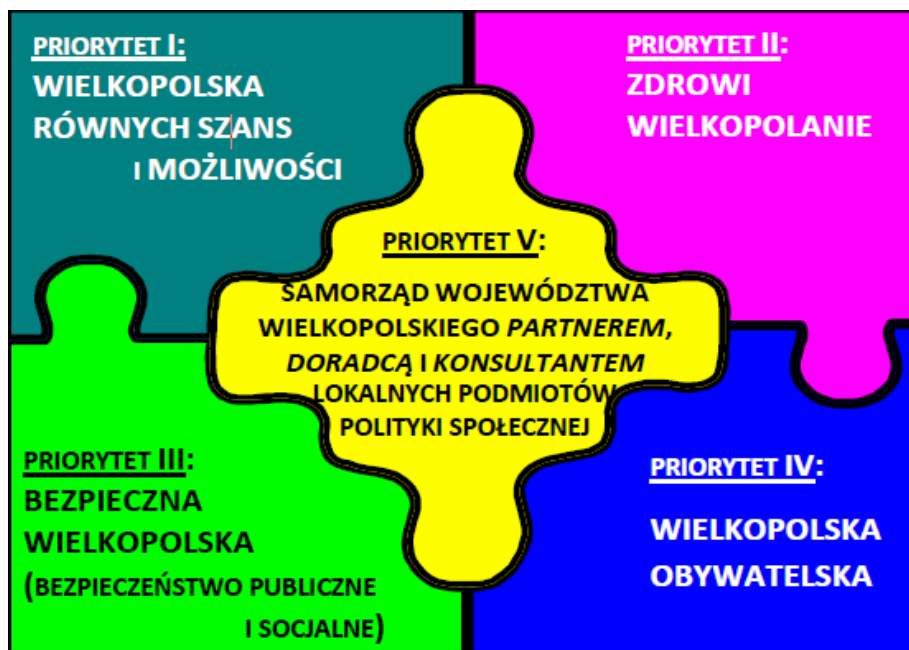 PRIORYTET I:
WIELKOPOLSKA
RÓWNYCH SZANS
I MOŻLIWOŚCI
PRIORYTET II:
ZDROWI
WIELKOPOLANIE
PRIORYTET V:
SAMORZĄD WOJEWÓDZTWA
WIELKOPOLSKIEGO PARTNEREM,
DORADCĄ I KONSULTANTEM
LOKALNYCH PODMIOTÓW
POLITYKI SPOŁECZNEJ
PRIORYTET III:
BEZPIECZNA
WIELKOPOLSKA
(BEZPIECZEŃSTWO PUBLICZNE
I SOCJALNE)
PRIORYTET IV:
WIELKOPOLSKA
OBYWATELSKA